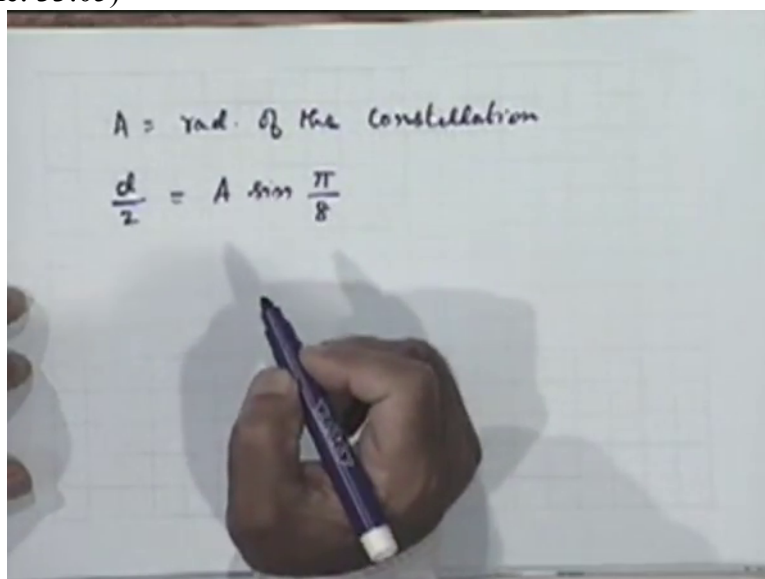 A = rad. of the constellation
d/2 = A sin π/8